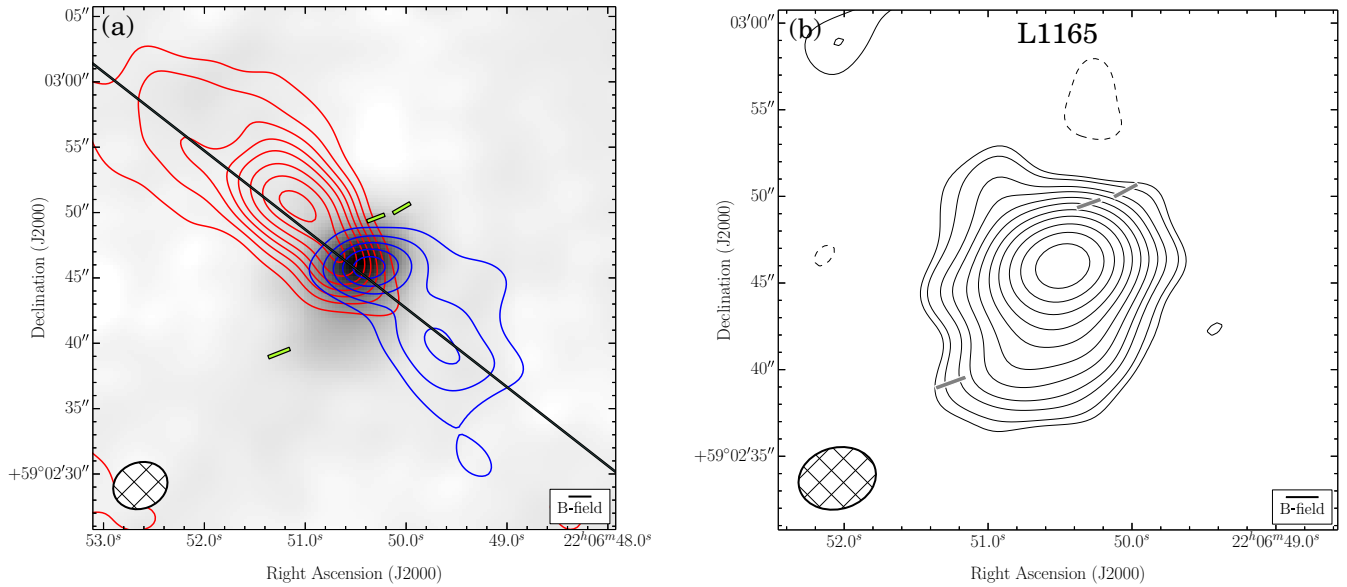 (a)
05″
03′00″
55″
50″
45″
40″
35″
+59°02′30″
Declination (J2000)
53.0ˢ 52.0ˢ 51.0ˢ 50.0ˢ 49.0ˢ 22ʰ06ᵐ48.0ˢ
Right Ascension (J2000)
B-field
(b)
L1165
03′00″
55″
50″
45″
40″
+59°02′35″
Declination (J2000)
52.0ˢ 51.0ˢ 50.0ˢ 22ʰ06ᵐ49.0ˢ
Right Ascension (J2000)
B-field